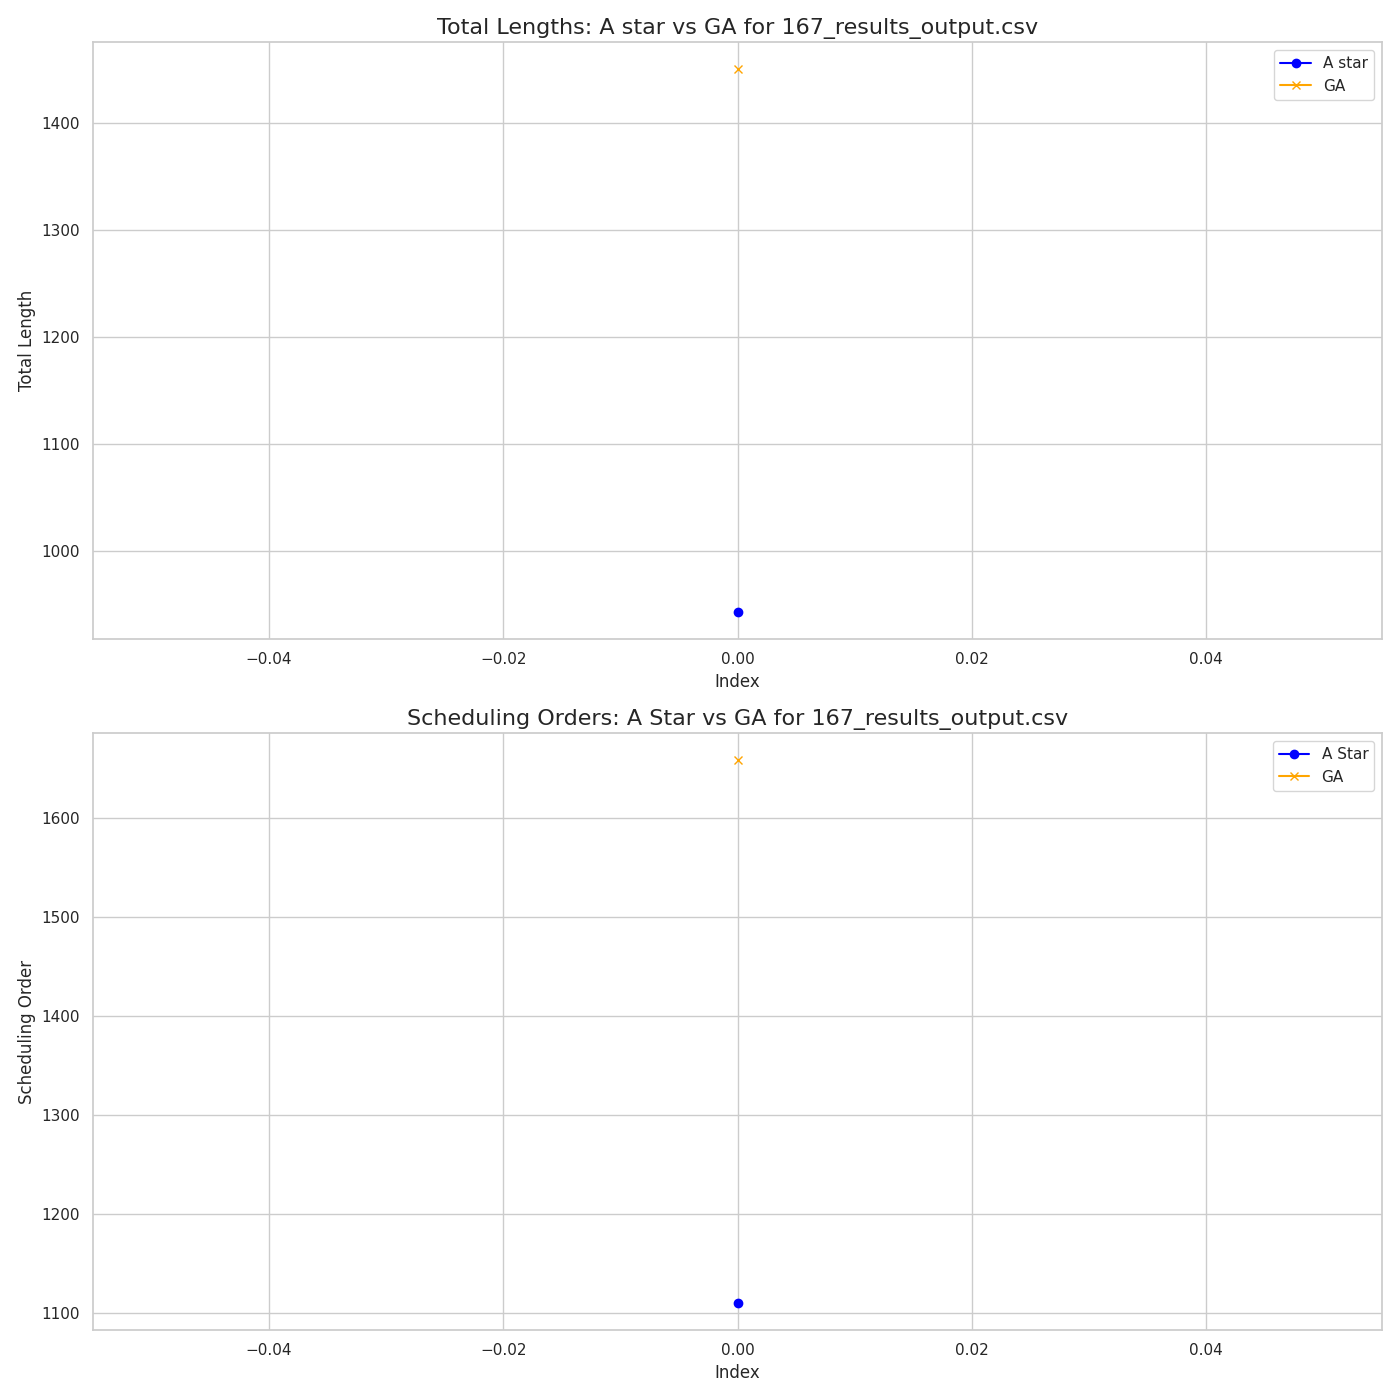 Total Lengths: A star vs GA for 167_results_output.csv
A star
GA
1400
1300
1200
1100
1000
Total Length
−0.04
−0.02
0.00
0.02
0.04
Index
Scheduling Orders: A Star vs GA for 167_results_output.csv
A Star
GA
1600
1500
1400
1300
1200
1100
Scheduling Order
−0.04
−0.02
0.00
0.02
0.04
Index